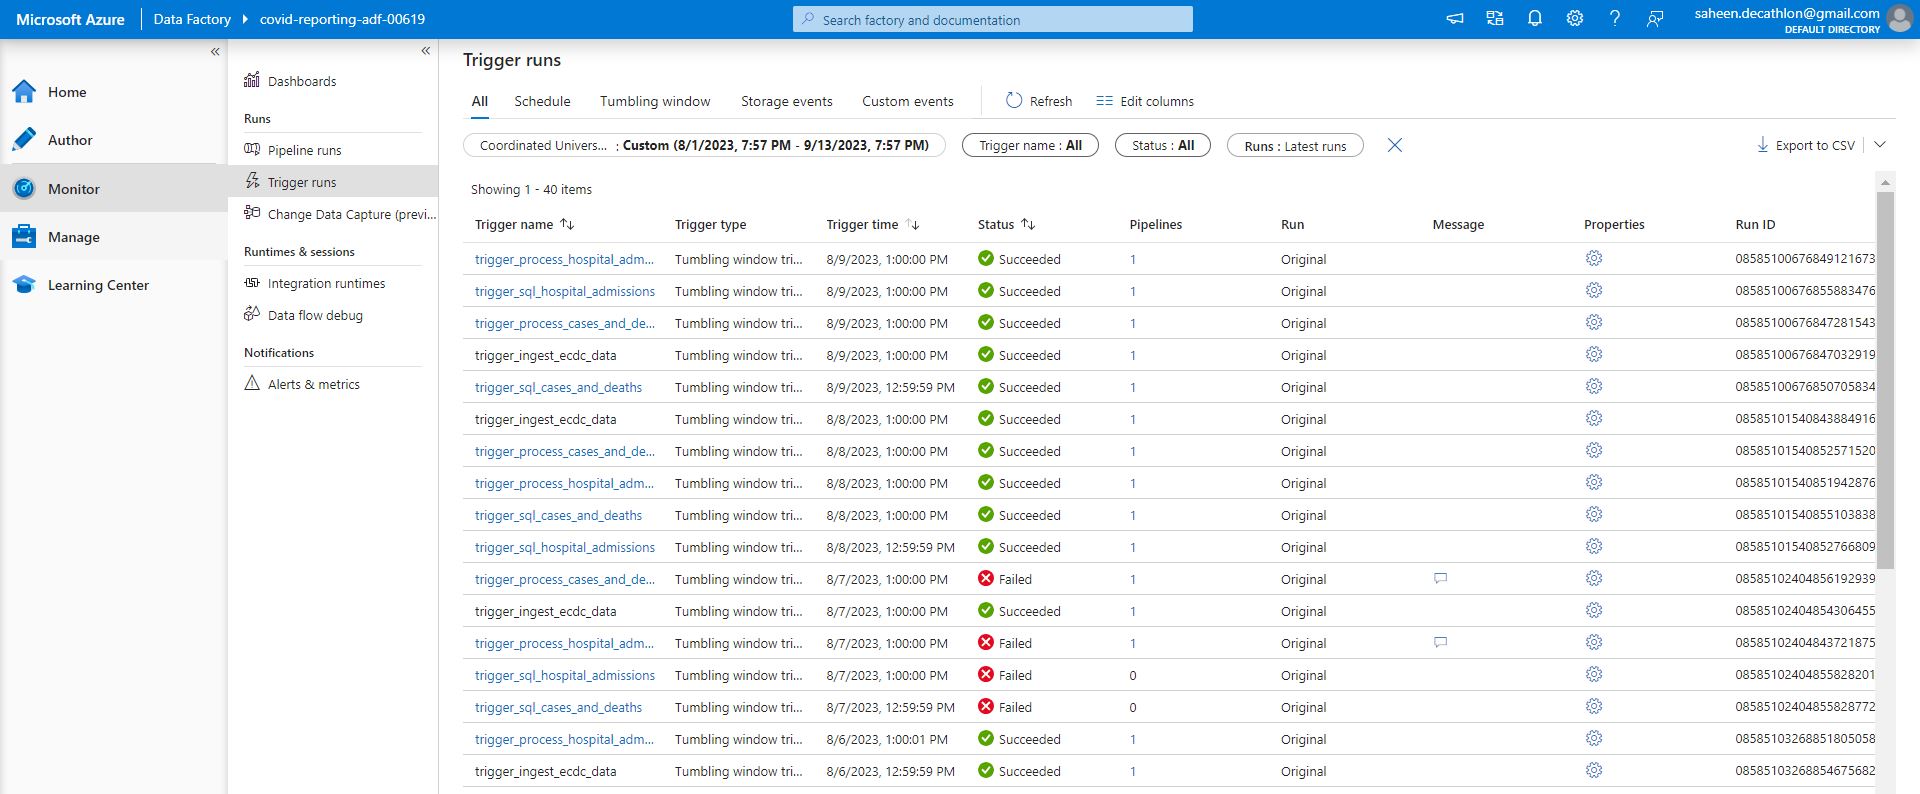 Microsoft Azure Data Factory covid-reporting-adf-00619 Search factory and documentation saheen.decathlon@gmail.com
DEFAULT DIRECTORY
Home
Author
Monitor
Manage
Learning Center
Dashboards
Runs
Pipeline runs
Trigger runs
Change Data Capture (previ...
Runtimes & sessions
Integration runtimes
Data flow debug
Notifications
Alerts & metrics
Trigger runs
All Schedule Tumbling window Storage events Custom events Refresh Edit columns
Coordinated Univers... : Custom (8/1/2023, 7:57 PM - 9/13/2023, 7:57 PM) Trigger name : All Status : All Runs : Latest runs Export to CSV
Showing 1 - 40 items
Trigger name Trigger type Trigger time Status Pipelines Run Message Properties Run ID
trigger_process_hospital_adm... Tumbling window tri... 8/9/2023, 1:00:00 PM Succeeded 1 Original 08585100676849121673
trigger_sql_hospital_admissions Tumbling window tri... 8/9/2023, 1:00:00 PM Succeeded 1 Original 08585100676855883476
trigger_process_cases_and_de... Tumbling window tri... 8/9/2023, 1:00:00 PM Succeeded 1 Original 08585100676847281543
trigger_ingest_ecdc_data Tumbling window tri... 8/9/2023, 1:00:00 PM Succeeded 1 Original 08585100676847032919
trigger_sql_cases_and_deaths Tumbling window tri... 8/9/2023, 12:59:59 PM Succeeded 1 Original 08585100676850705834
trigger_ingest_ecdc_data Tumbling window tri... 8/8/2023, 1:00:00 PM Succeeded 1 Original 08585101540843884916
trigger_process_cases_and_de... Tumbling window tri... 8/8/2023, 1:00:00 PM Succeeded 1 Original 08585101540852571520
trigger_process_hospital_adm... Tumbling window tri... 8/8/2023, 1:00:00 PM Succeeded 1 Original 08585101540851942876
trigger_sql_cases_and_deaths Tumbling window tri... 8/8/2023, 1:00:00 PM Succeeded 1 Original 08585101540855103838
trigger_sql_hospital_admissions Tumbling window tri... 8/8/2023, 12:59:59 PM Succeeded 1 Original 08585101540852766809
trigger_process_cases_and_de... Tumbling window tri... 8/7/2023, 1:00:00 PM Failed 1 Original 08585102404856192939
trigger_ingest_ecdc_data Tumbling window tri... 8/7/2023, 1:00:00 PM Succeeded 1 Original 08585102404854306455
trigger_process_hospital_adm... Tumbling window tri... 8/7/2023, 1:00:00 PM Failed 1 Original 08585102404843721875
trigger_sql_hospital_admissions Tumbling window tri... 8/7/2023, 1:00:00 PM Failed 0 Original 08585102404855828201
trigger_sql_cases_and_deaths Tumbling window tri... 8/7/2023, 12:59:59 PM Failed 0 Original 08585102404855828772
trigger_process_hospital_adm... Tumbling window tri... 8/6/2023, 1:00:01 PM Succeeded 1 Original 08585103268851805058
trigger_ingest_ecdc_data Tumbling window tri... 8/6/2023, 12:59:59 PM Succeeded 1 Original 08585103268854675682